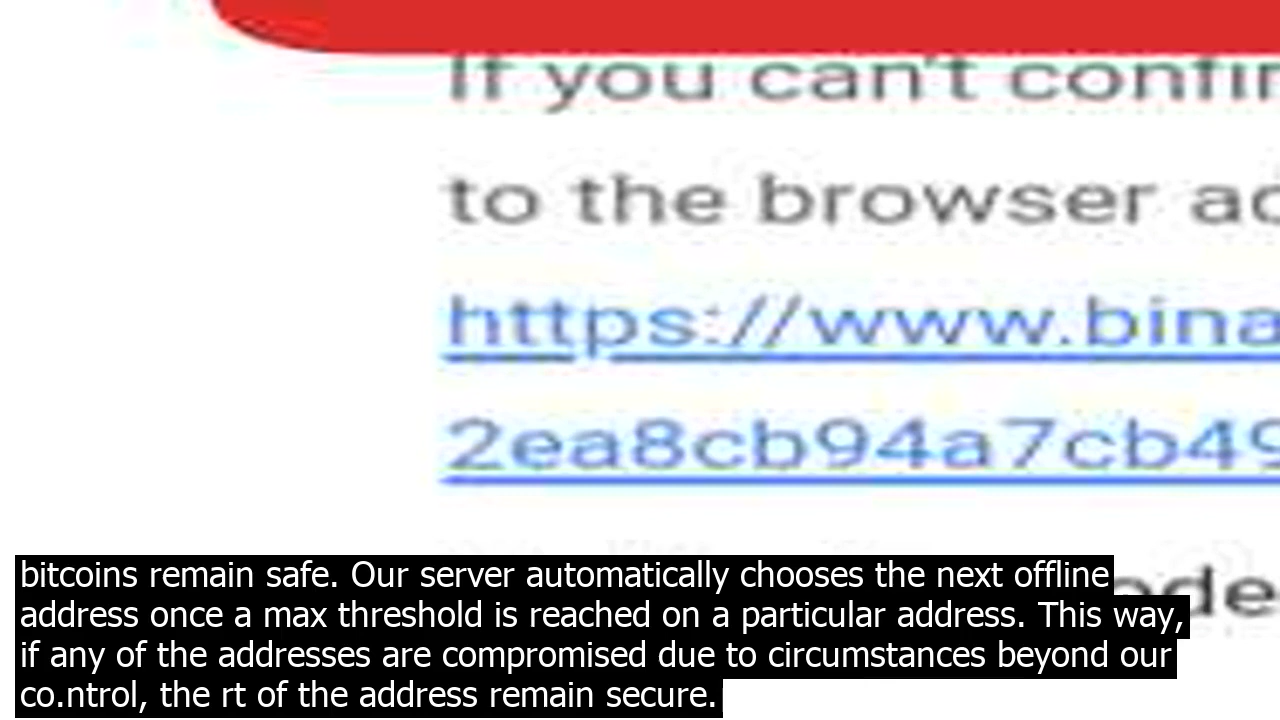 If you can't
to the browser
https://www.bina
2ea8cb94a7cb49
bitcoins remain safe. Our server automatically chooses the next offline
address once a max threshold is reached on a particular address. This way,
if any of the addresses are compromised due to circumstances beyond our
co.ntrol, the rt of the address remain secure.